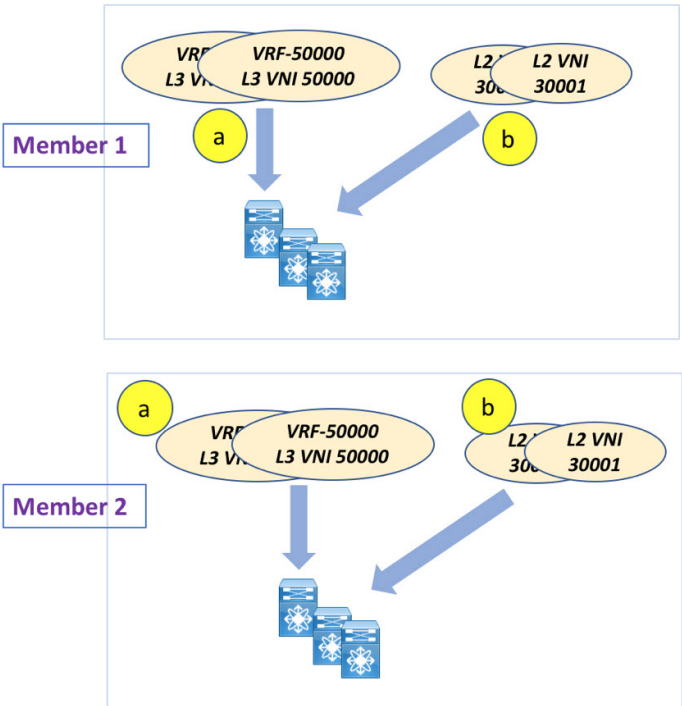 VRF-50000
L3 VNI 50000
L2 VNI
30001
a
b
Member 1
a
b
VRF-50000
L3 VNI 50000
L2 VNI
30001
Member 2